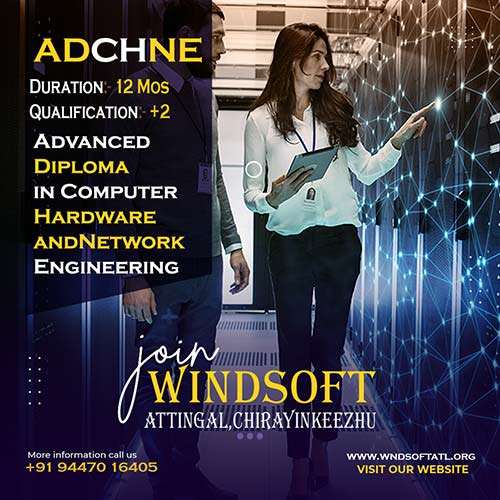 ADCHNE
DURATION - 12 MOS
QUALIFICATION - +2
ADVANCED
DIPLOMA
IN COMPUTER
HARDWARE
ANDNETWORK
ENGINEERING
join
WINDSOFT
ATTINGAL,CHIRAYINKEEZHU
More information call us
+91 94470 16405
WWW.WNDSOFTATL.ORG
VISIT OUR WEBSITE